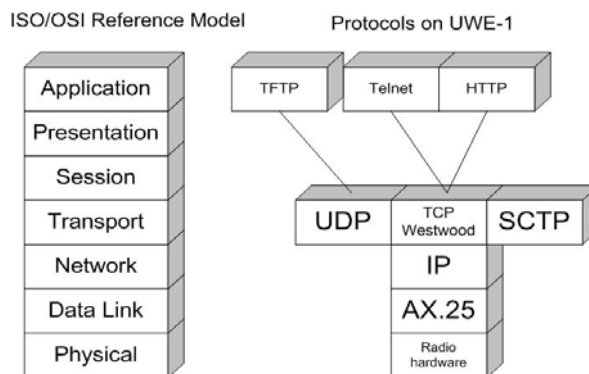 ISO/OSI Reference Model
Application
Presentation
Session
Transport
Network
Data Link
Physical
Protocols on UWE-1
TFTP
Telnet
HTTP
UDP
TCP
Westwood
SCTP
IP
AX.25
Radio
hardware